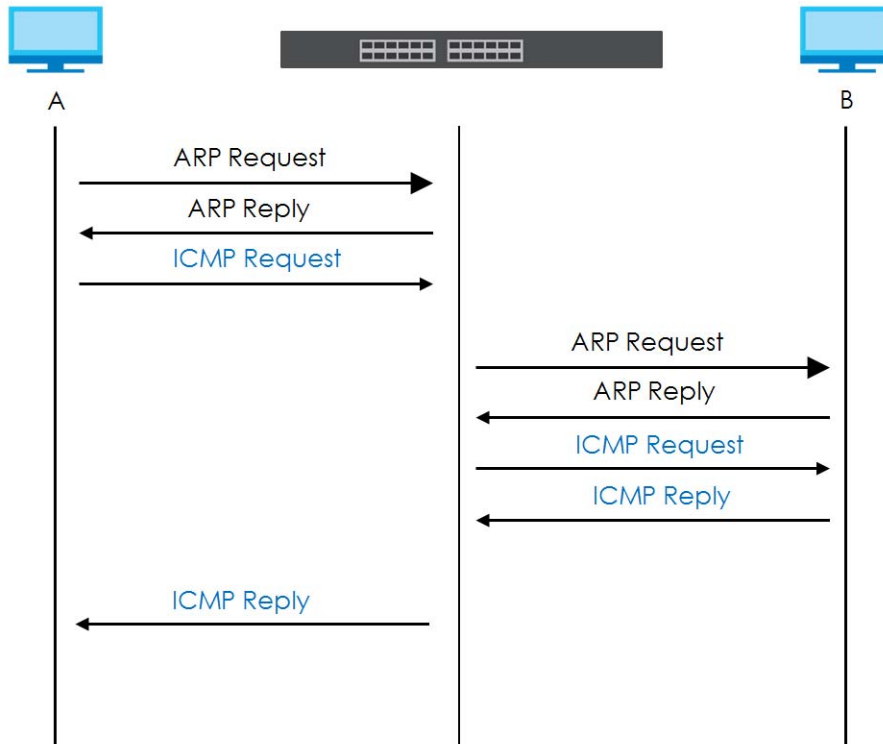 A
B
ARP Request
ARP Reply
ICMP Request
ARP Request
ARP Reply
ICMP Request
ICMP Reply
ICMP Reply